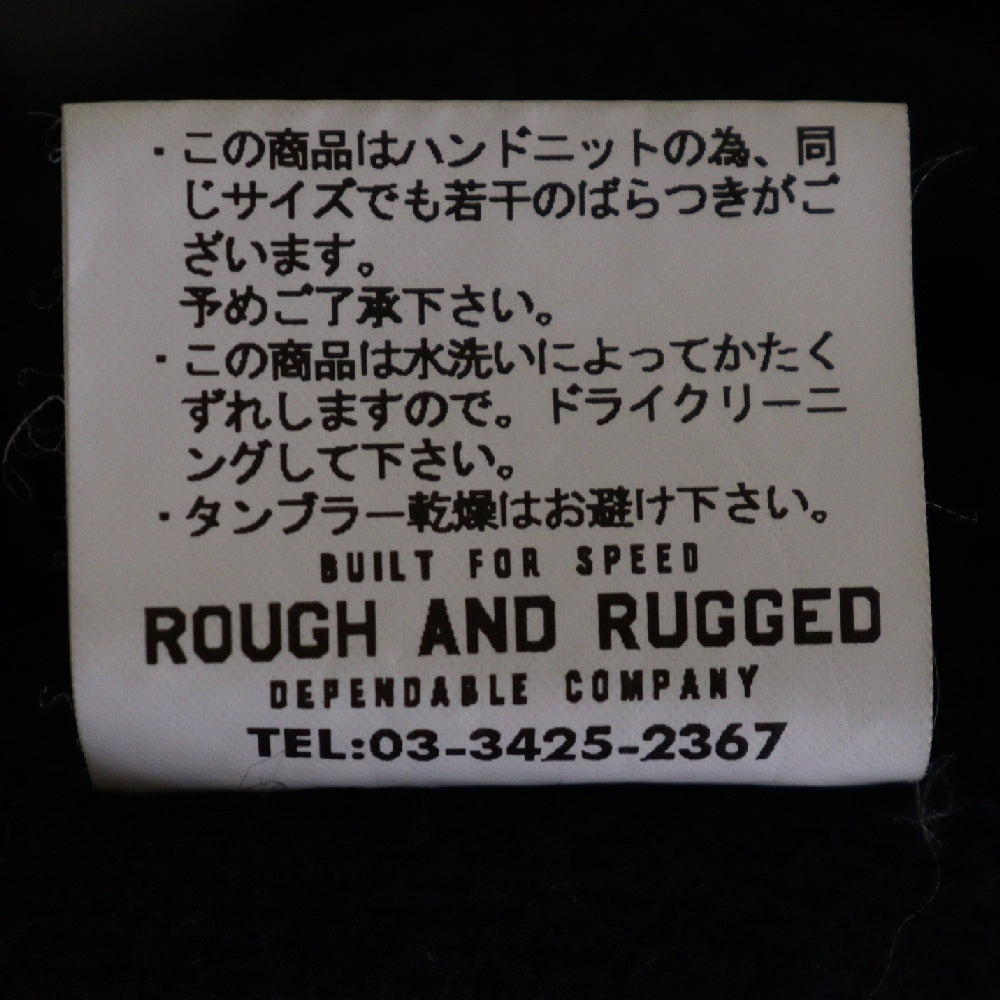 ・この商品はハンドニットの為、同
じサイズでも若干のばらつきがご
ざいます。
予めご了承下さい。
・この商品は水洗いによってかたく
ずれしますので。ドライクリーニ
ングして下さい。
・タンブラー乾燥はお避け下さい。
BUILT FOR SPEED
ROUGH AND RUGGED
DEPENDABLE COMPANY
TEL:03-3425-2367